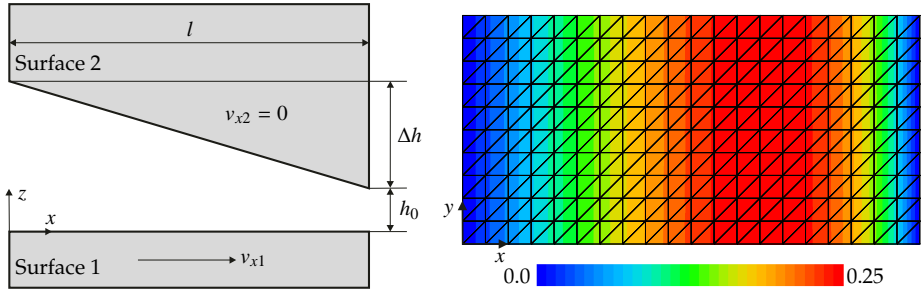 l
Surface 2
v_{x2} = 0
Δh
z
x
h_0
Surface 1
v_{x1}
y
x
0.0
0.25